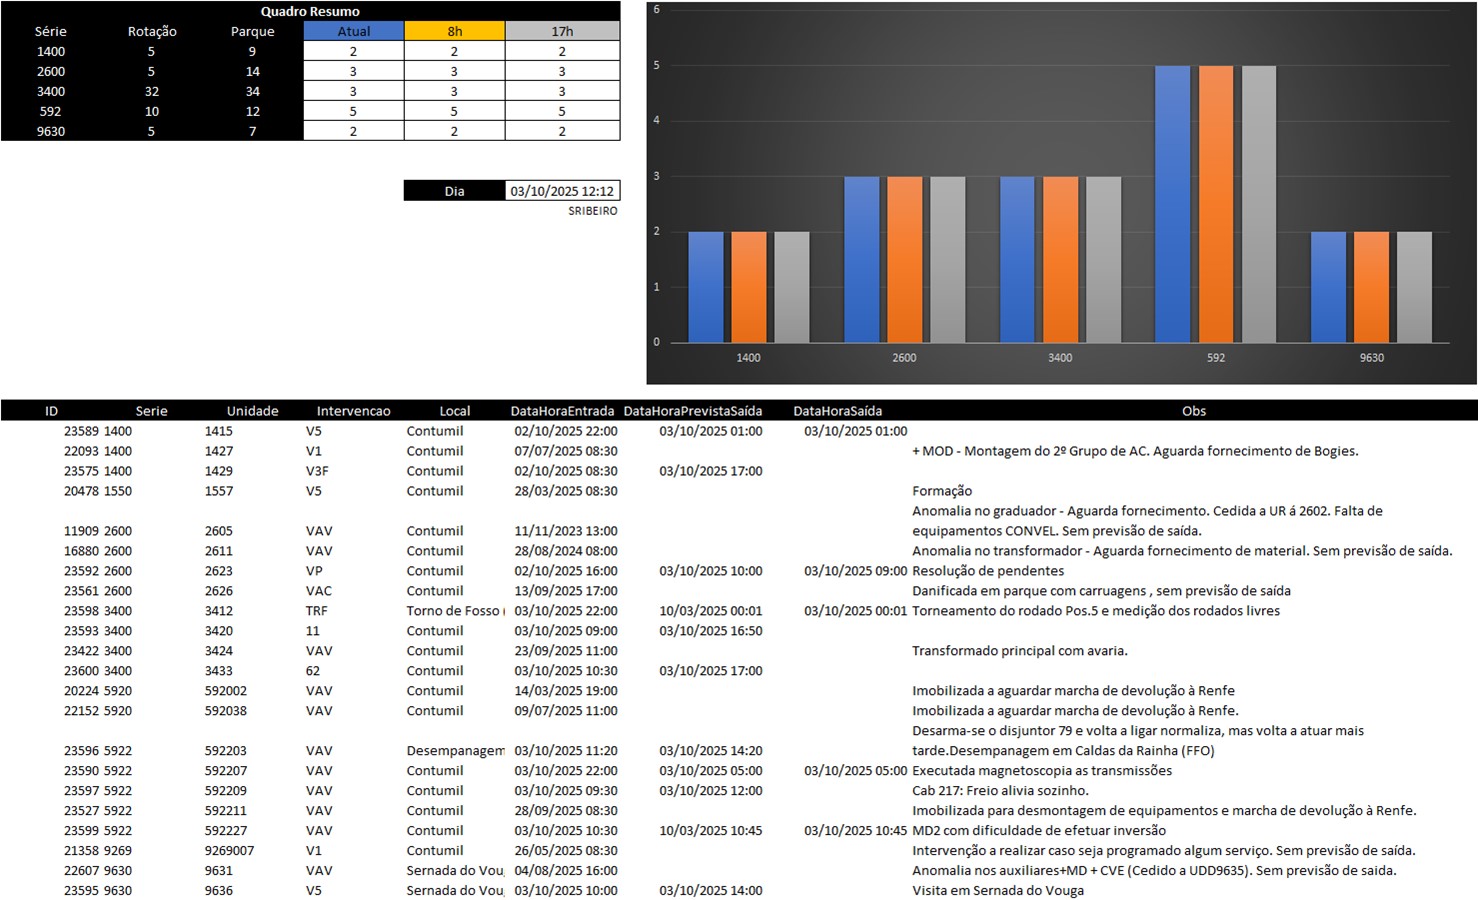 Quadro Resumo
Série Rotação Parque Atual 8h 17h
1400 5 9 2 2 2
2600 5 14 3 3 3
3400 32 34 3 3 3
592 10 12 5 5 5
9630 5 7 2 2 2
Dia 03/10/2025 12:12
SRIBEIRO
6
5
4
3
2
1
0
1400 2600 3400 592 9630
ID Serie Unidade Intervencao Local DataHoraEntrada DataHoraPrevistaSaída DataHoraSaída Obs
23589 1400 1415 V5 Contumil 02/10/2025 22:00 03/10/2025 01:00 03/10/2025 01:00
22093 1400 1427 V1 Contumil 07/07/2025 08:30 + MOD - Montagem do 2º Grupo de AC. Aguarda fornecimento de Bogies.
23575 1400 1429 V3F Contumil 02/10/2025 08:30 03/10/2025 17:00
20478 1550 1557 V5 Contumil 28/03/2025 08:30 Formação
Anomalia no graduador - Aguarda fornecimento. Cedida a UR á 2602. Falta de
11909 2600 2605 VAV Contumil 11/11/2023 13:00 equipamentos CONVEL. Sem previsão de saída.
16880 2600 2611 VAV Contumil 28/08/2024 08:00 Anomalia no transformador - Aguarda fornecimento de material. Sem previsão de saída.
23592 2600 2623 VP Contumil 02/10/2025 16:00 03/10/2025 10:00 03/10/2025 09:00 Resolução de pendentes
23561 2600 2626 VAC Contumil 13/09/2025 17:00 Danificada em parque com carruagens , sem previsão de saída
23598 3400 3412 TRF Torno de Fosso ( 03/10/2025 22:00 10/03/2025 00:01 03/10/2025 00:01 Torneamento do rodado Pos.5 e medição dos rodados livres
23593 3400 3420 11 Contumil 03/10/2025 09:00 03/10/2025 16:50
23422 3400 3424 VAV Contumil 23/09/2025 11:00 Transformado principal com avaria.
23600 3400 3433 62 Contumil 03/10/2025 10:30 03/10/2025 17:00
20224 5920 592002 VAV Contumil 14/03/2025 19:00 Imobilizada a aguardar marcha de devolução à Renfe
22152 5920 592038 VAV Contumil 09/07/2025 11:00 Imobilizada a aguardar marcha de devolução à Renfe.
Desarma-se o disjuntor 79 e volta a ligar normaliza, mas volta a atuar mais
23596 5922 592203 VAV Desempanagem 03/10/2025 11:20 03/10/2025 14:20 tarde.Desempanagem em Caldas da Rainha (FFO)
23590 5922 592207 VAV Contumil 03/10/2025 22:00 03/10/2025 05:00 03/10/2025 05:00 Executada magnetoscopia as transmissões
23597 5922 592209 VAV Contumil 03/10/2025 09:30 03/10/2025 12:00 Cab 217: Freio alivia sozinho.
23527 5922 592211 VAV Contumil 28/09/2025 08:30 Imobilizada para desmontagem de equipamentos e marcha de devolução à Renfe.
23599 5922 592227 VAV Contumil 03/10/2025 10:30 10/03/2025 10:45 03/10/2025 10:45 MD2 com dificuldade de efetuar inversão
21358 9269 9269007 V1 Contumil 26/05/2025 08:30 Intervenção a realizar caso seja programado algum serviço. Sem previsão de saída.
22607 9630 9631 VAV Sernada do Vou 04/08/2025 16:00 Anomalia nos auxiliares+MD + CVE (Cedido a UDD9635). Sem previsão de saida.
23595 9630 9636 V5 Sernada do Vou 03/10/2025 10:00 03/10/2025 14:00 Visita em Sernada do Vouga